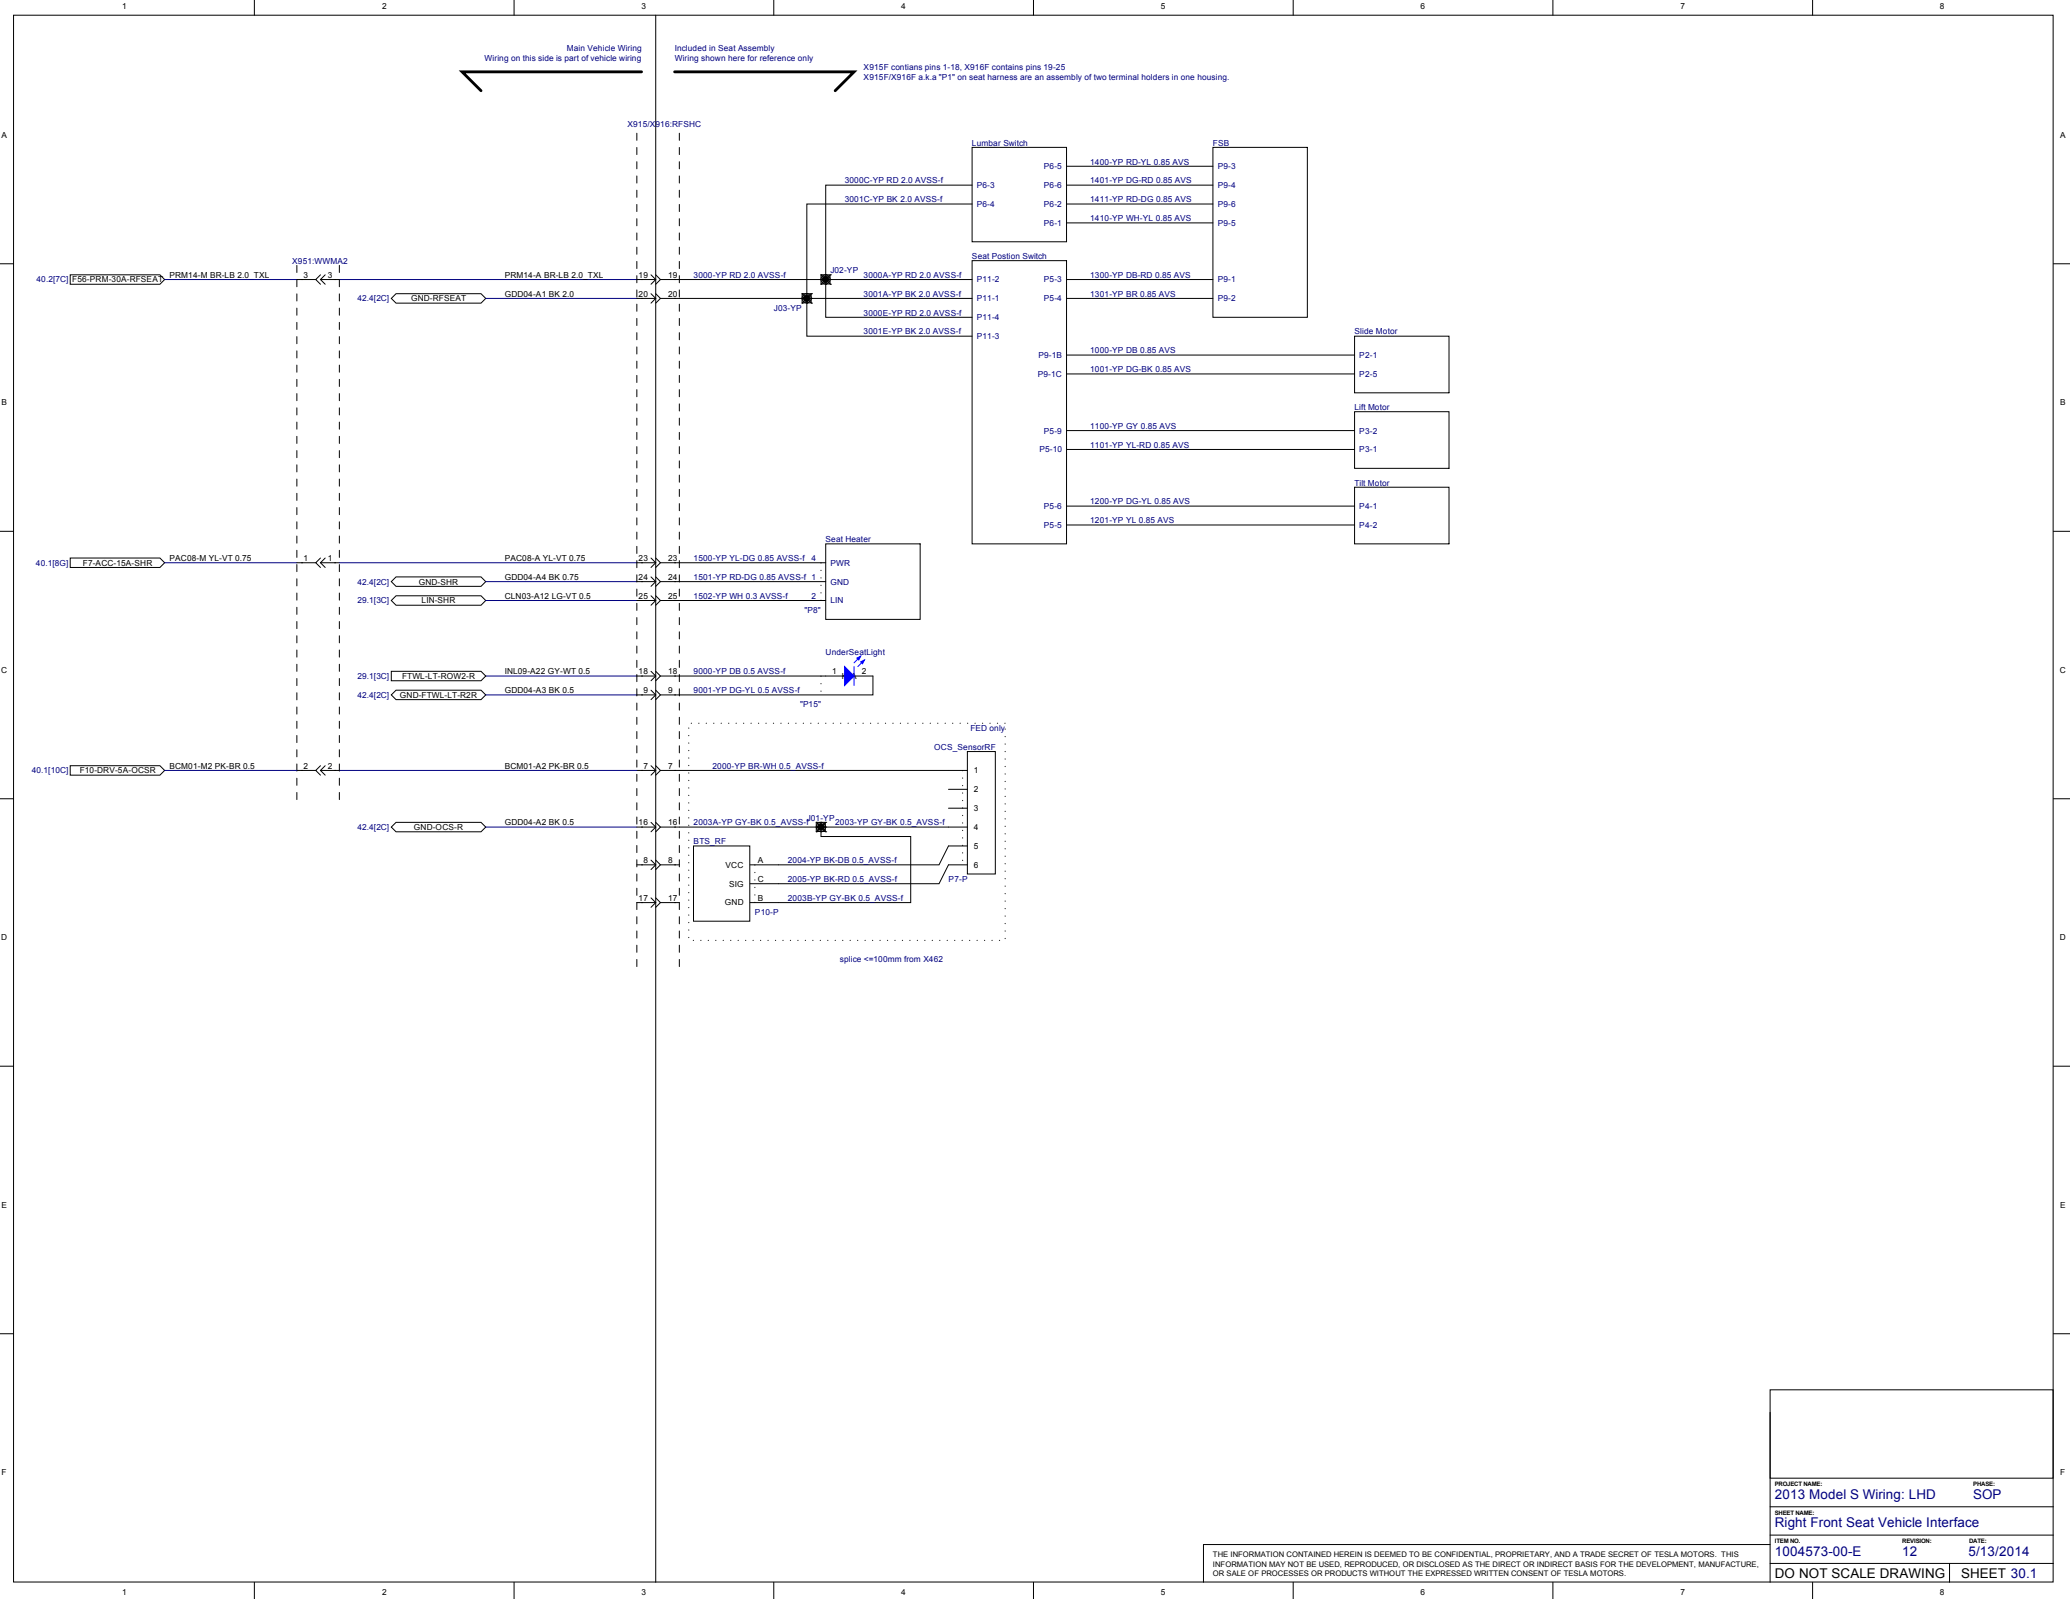 1 2 3 4 5 6 7 8
Main Vehicle Wiring
Wiring on this side is part of vehicle wiring
Included in Seat Assembly
Wiring shown here for reference only
X915F contians pins 1-18, X916F contains pins 19-25
X915F/X916F a.k.a "P1" on seat harness are an assembly of two terminal holders in one housing.
X915/X916:RFSHC
A A
Lumbar Switch FSB
P6-5 1400-YP RD-YL 0.85 AVS P9-3
3000C-YP RD 2.0 AVSS-f P6-3 P6-6 1401-YP DG-RD 0.85 AVS P9-4
3001C-YP BK 2.0 AVSS-f P6-4 P6-2 1411-YP RD-DG 0.85 AVS P9-6
P6-1 1410-YP WH-YL 0.85 AVS P9-5
X951:WWMA2
Seat Postion Switch
J02-YP
40.2[7C] F56-PRM-30A-RFSEAT PRM14-M BR-LB 2.0 TXL 3 3 PRM14-A BR-LB 2.0 TXL 19 19 3000-YP RD 2.0 AVSS-f 3000A-YP RD 2.0 AVSS-f P11-2 P5-3 1300-YP DB-RD 0.85 AVS P9-1
42.4[2C] GND-RFSEAT GDD04-A1 BK 2.0 20 20 3001A-YP BK 2.0 AVSS-f P11-1 P5-4 1301-YP BR 0.85 AVS P9-2
J03-YP
3000E-YP RD 2.0 AVSS-f P11-4
3001E-YP BK 2.0 AVSS-f P11-3
Slide Motor
P9-1B 1000-YP DB 0.85 AVS P2-1
P9-1C 1001-YP DG-BK 0.85 AVS P2-5
B B
Lift Motor
P5-9 1100-YP GY 0.85 AVS P3-2
P5-10 1101-YP YL-RD 0.85 AVS P3-1
Tilt Motor
P5-6 1200-YP DG-YL 0.85 AVS P4-1
P5-5 1201-YP YL 0.85 AVS P4-2
Seat Heater
40.1[8G] F7-ACC-15A-SHR PAC08-M YL-VT 0.75 1 1 PAC08-A YL-VT 0.75 23 23 1500-YP YL-DG 0.85 AVSS-f 4 PWR
42.4[2C] GND-SHR GDD04-A4 BK 0.75 24 24 1501-YP RD-DG 0.85 AVSS-f 1 GND
29.1[3C] LIN-SHR CLN03-A12 LG-VT 0.5 25 25 1502-YP WH 0.3 AVSS-f 2 LIN
"P8"
UnderSeatLight
C C
29.1[3C] FTWL-LT-ROW2-R INL09-A22 GY-WT 0.5 18 18 9000-YP DB 0.5 AVSS-f 1 2
42.4[2C] GND-FTWL-LT-R2R GDD04-A3 BK 0.5 9 9 9001-YP DG-YL 0.5 AVSS-f
"P15"
FED only
OCS_SensorRF
40.1[10C] F10-DRV-5A-OCSR BCM01-M2 PK-BR 0.5 2 2 BCM01-A2 PK-BR 0.5 7 7 2000-YP BR-WH 0.5 AVSS-f 1
2
3
J01-YP
42.4[2C] GND-OCS-R GDD04-A2 BK 0.5 16 16 2003A-YP GY-BK 0.5 AVSS-f 2003-YP GY-BK 0.5 AVSS-f 4
BTS_RF
5
8 8 VCC A 2004-YP BK-DB 0.5 AVSS-f 6
SIG C 2005-YP BK-RD 0.5 AVSS-f P7-P
17 17 GND B 2003B-YP GY-BK 0.5 AVSS-f
P10-P
D D
splice <=100mm from X462
E E
F F
PROJECT NAME: PHASE:
2013 Model S Wiring: LHD SOP
SHEET NAME:
Right Front Seat Vehicle Interface
ITEM NO. REVISION: DATE:
1004573-00-E 12 5/13/2014
DO NOT SCALE DRAWING SHEET 30.1
THE INFORMATION CONTAINED HEREIN IS DEEMED TO BE CONFIDENTIAL, PROPRIETARY, AND A TRADE SECRET OF TESLA MOTORS. THIS
INFORMATION MAY NOT BE USED, REPRODUCED, OR DISCLOSED AS THE DIRECT OR INDIRECT BASIS FOR THE DEVELOPMENT, MANUFACTURE,
OR SALE OF PROCESSES OR PRODUCTS WITHOUT THE EXPRESSED WRITTEN CONSENT OF TESLA MOTORS.
1 2 3 4 5 6 7 8